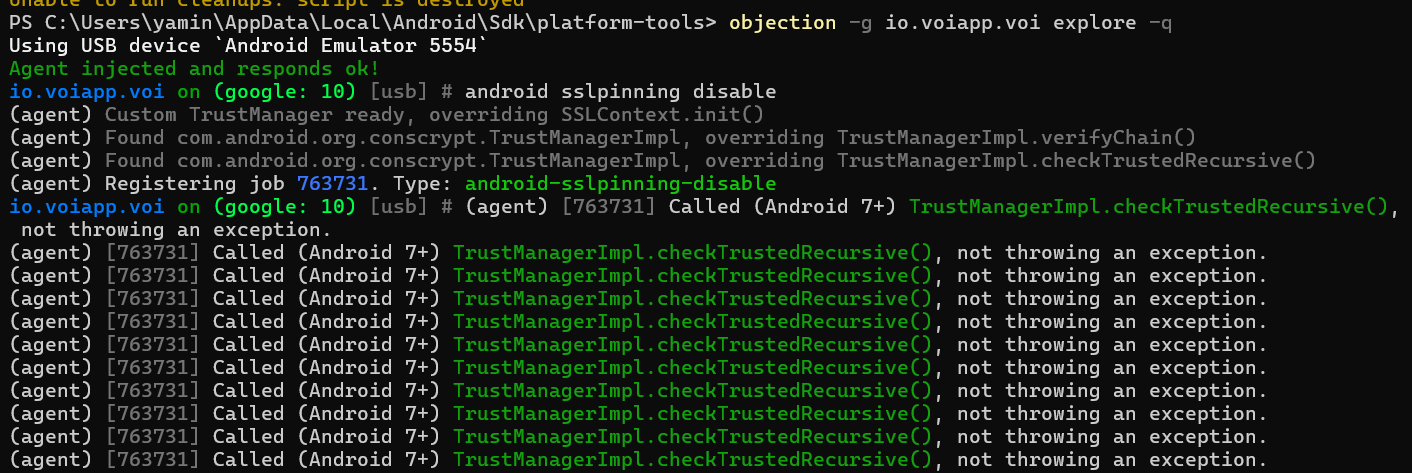 Unable to run cleanups: script is destroyed
PS C:\Users\yamin\AppData\Local\Android\Sdk\platform-tools> objection -g io.voiapp.voi explore -q
Using USB device `Android Emulator 5554`
Agent injected and responds ok!
io.voiapp.voi on (google: 10) [usb] # android sslpinning disable
(agent) Custom TrustManager ready, overriding SSLContext.init()
(agent) Found com.android.org.conscrypt.TrustManagerImpl, overriding TrustManagerImpl.verifyChain()
(agent) Found com.android.org.conscrypt.TrustManagerImpl, overriding TrustManagerImpl.checkTrustedRecursive()
(agent) Registering job 763731. Type: android-sslpinning-disable
io.voiapp.voi on (google: 10) [usb] # (agent) [763731] Called (Android 7+) TrustManagerImpl.checkTrustedRecursive(),
not throwing an exception.
(agent) [763731] Called (Android 7+) TrustManagerImpl.checkTrustedRecursive(), not throwing an exception.
(agent) [763731] Called (Android 7+) TrustManagerImpl.checkTrustedRecursive(), not throwing an exception.
(agent) [763731] Called (Android 7+) TrustManagerImpl.checkTrustedRecursive(), not throwing an exception.
(agent) [763731] Called (Android 7+) TrustManagerImpl.checkTrustedRecursive(), not throwing an exception.
(agent) [763731] Called (Android 7+) TrustManagerImpl.checkTrustedRecursive(), not throwing an exception.
(agent) [763731] Called (Android 7+) TrustManagerImpl.checkTrustedRecursive(), not throwing an exception.
(agent) [763731] Called (Android 7+) TrustManagerImpl.checkTrustedRecursive(), not throwing an exception.
(agent) [763731] Called (Android 7+) TrustManagerImpl.checkTrustedRecursive(), not throwing an exception.
(agent) [763731] Called (Android 7+) TrustManagerImpl.checkTrustedRecursive(), not throwing an exception.
(agent) [763731] Called (Android 7+) TrustManagerImpl.checkTrustedRecursive(), not throwing an exception.